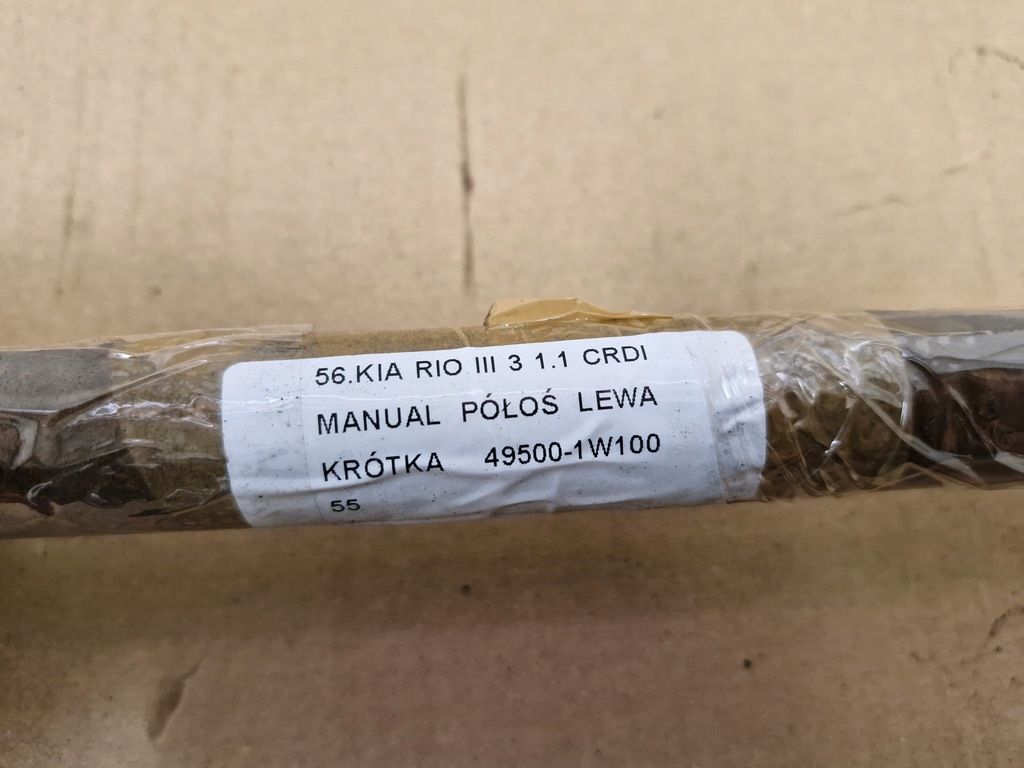 56.KIA RIO III 3 1.1 CRDI
MANUAL PÓŁOŚ LEWA
KRÓTKA 49500-1W100
55